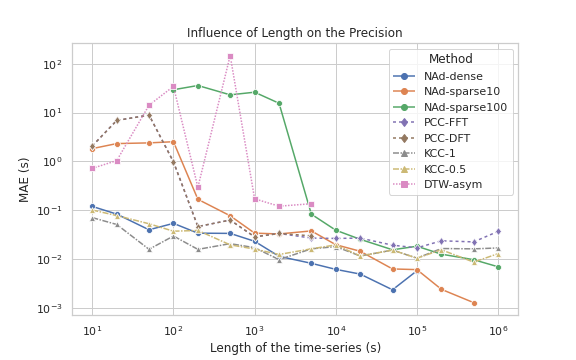 Influence of Length on the Precision
Method
NAd-dense
NAd-sparse10
NAd-sparse100
PCC-FFT
PCC-DFT
KCC-1
KCC-0.5
DTW-asym
MAE (s)
10²
10¹
10⁰
10⁻¹
10⁻²
10⁻³
10¹ 10² 10³ 10⁴ 10⁵ 10⁶
Length of the time-series (s)